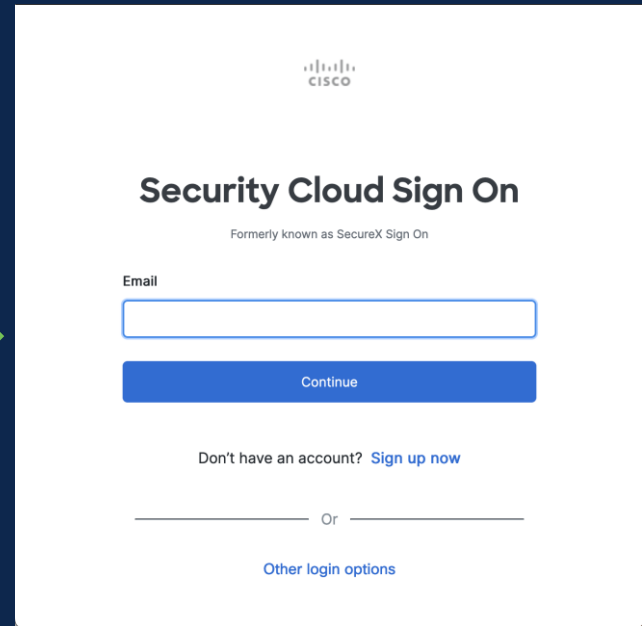 CISCO
Security Cloud Sign On
Formerly known as SecureX Sign On
Email
Continue
Don't have an account? Sign up now
Or
Other login options